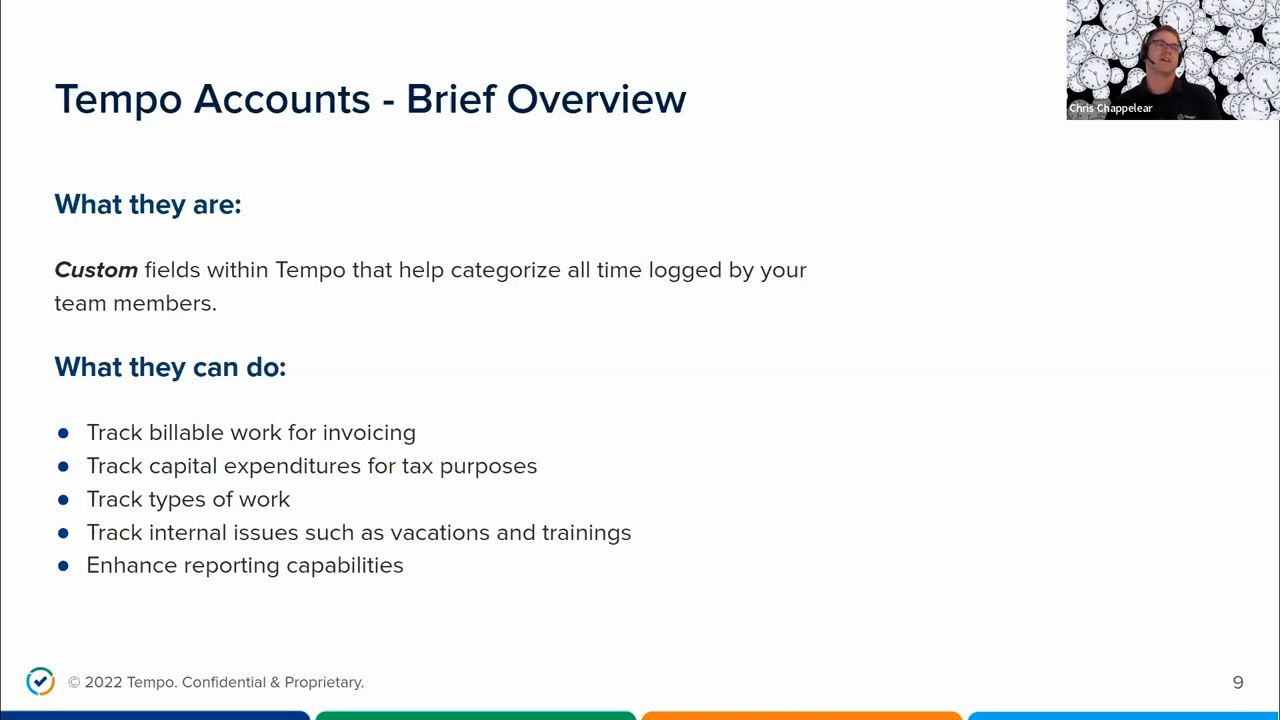 Tempo Accounts - Brief Overview
Chris Chappelear
What they are:
Custom fields within Tempo that help categorize all time logged by your
team members.
What they can do:
● Track billable work for invoicing
● Track capital expenditures for tax purposes
● Track types of work
● Track internal issues such as vacations and trainings
● Enhance reporting capabilities
© 2022 Tempo. Confidential & Proprietary.
9